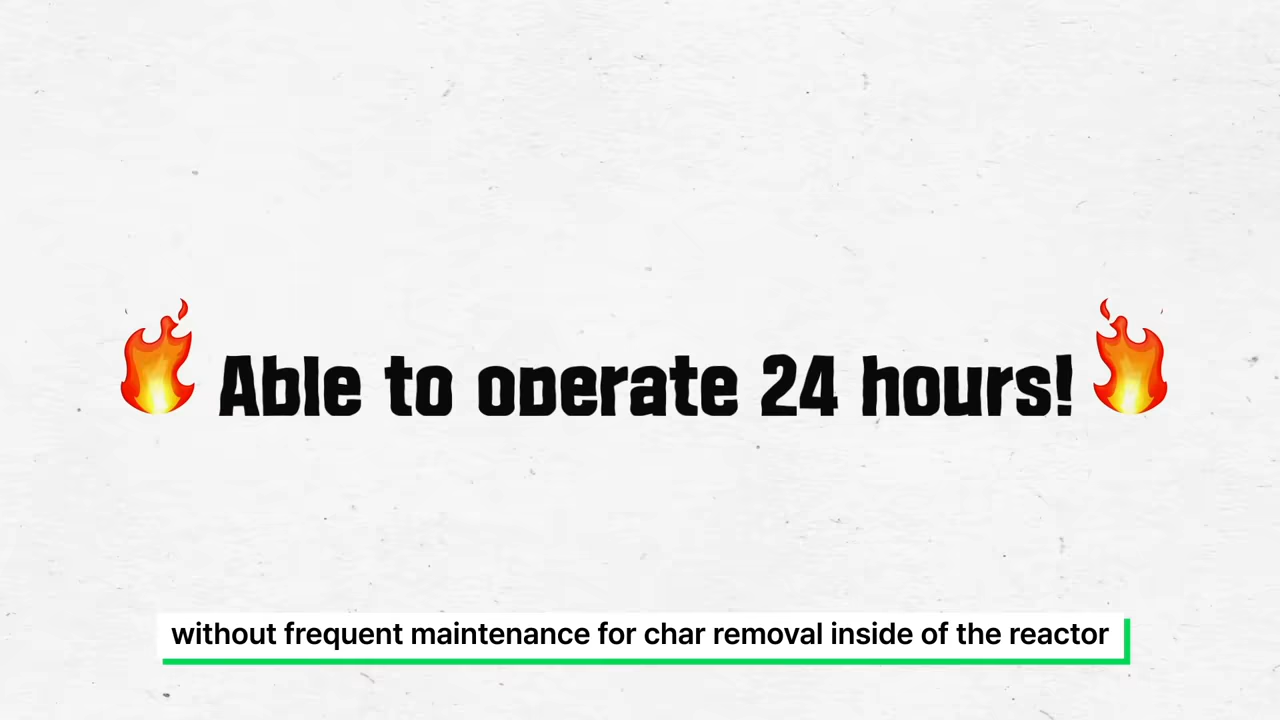 Able to operate 24 hours!
without frequent maintenance for char removal inside of the reactor